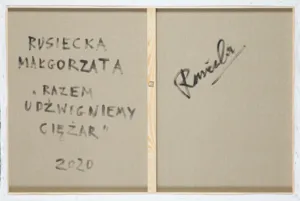 RUSIECKA
MAŁGORZATA
„RAZEM
UDŹWIGNIEMY
CIĘŻAR"
2020